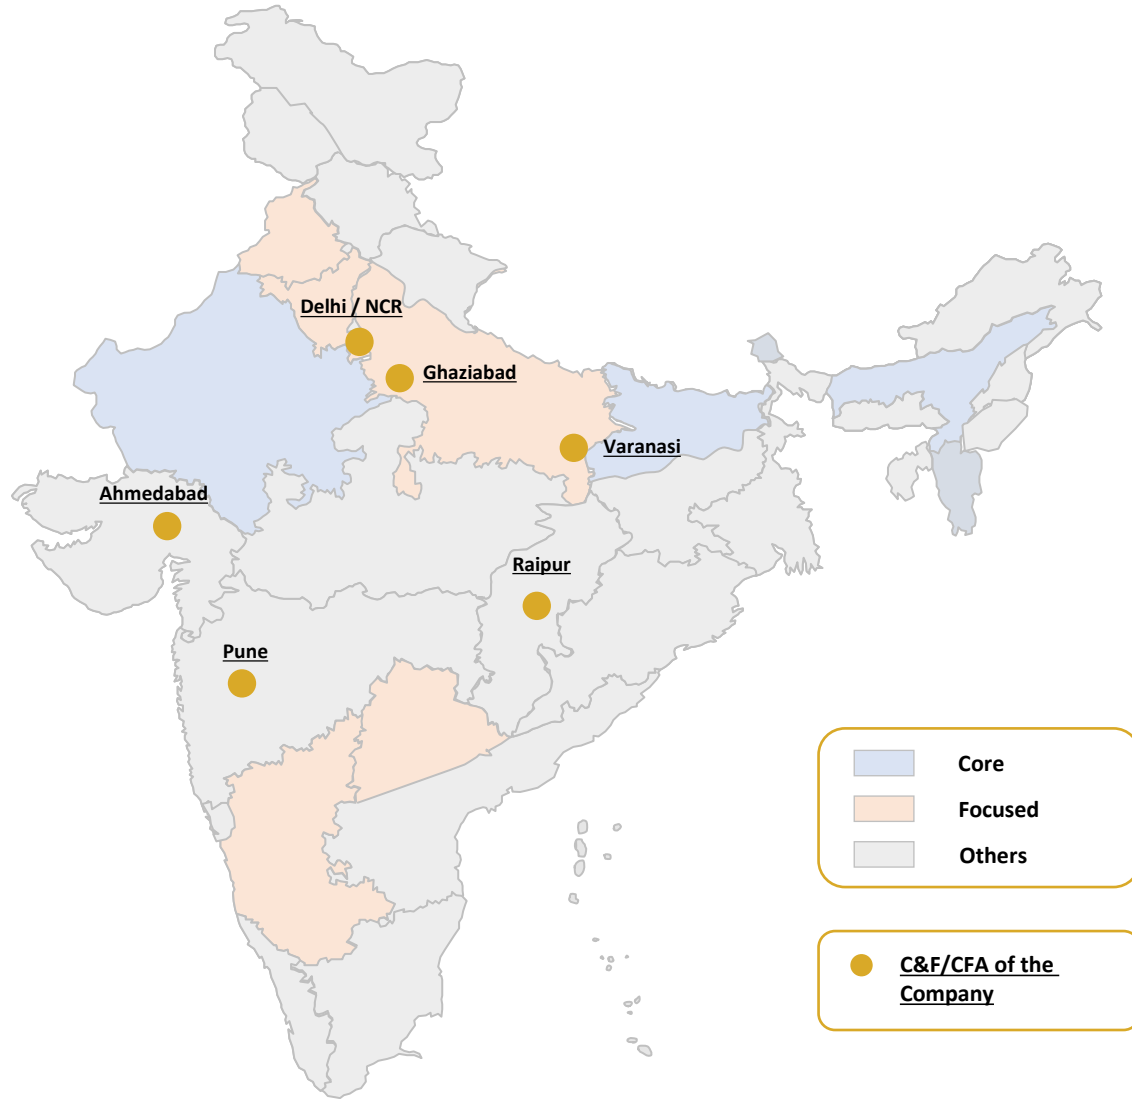 Delhi / NCR
Ghaziabad
Varanasi
Ahmedabad
Raipur
Pune
Core
Focused
Others
C&F/CFA of the
Company